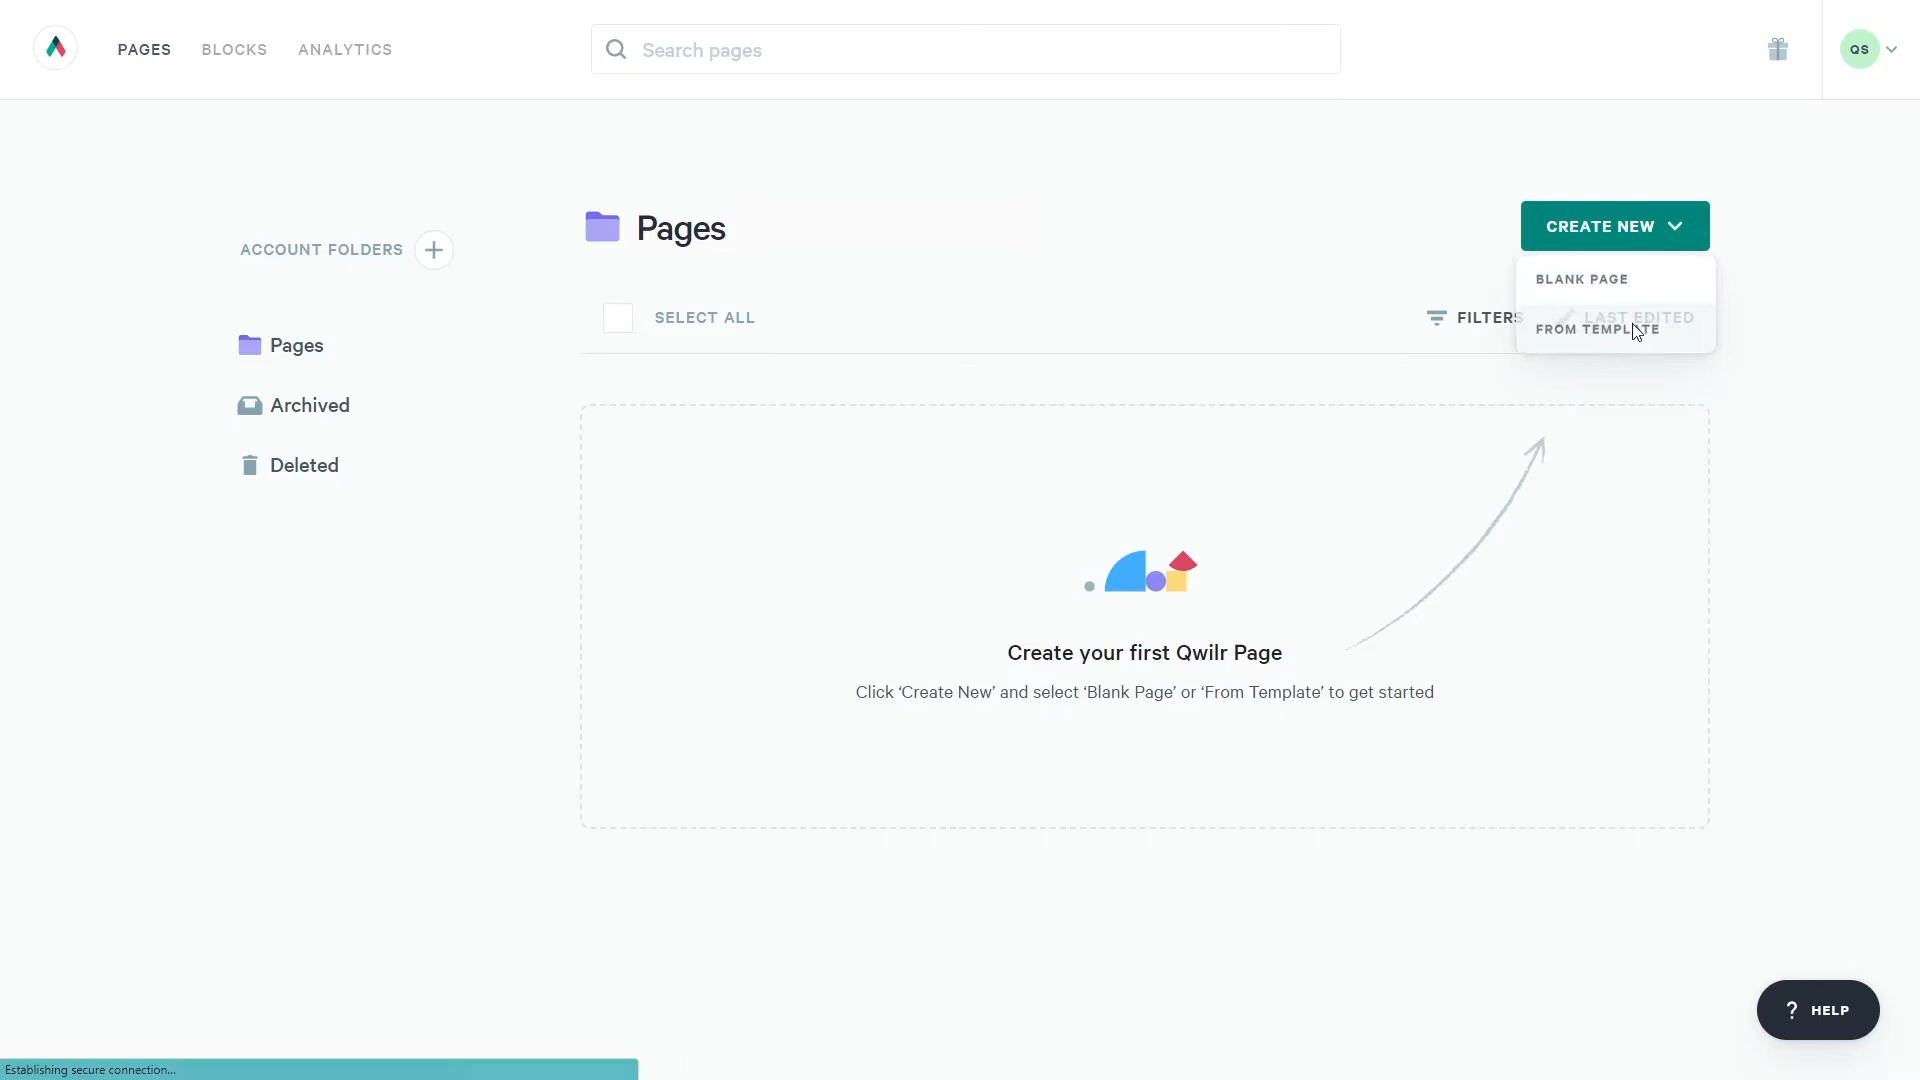 PAGES BLOCKS ANALYTICS
Search pages
QS
ACCOUNT FOLDERS
Pages
Archived
Deleted
Pages
CREATE NEW
BLANK PAGE
FROM TEMPLATE
SELECT ALL
FILTERS
LAST EDITED
Create your first Qwilr Page
Click ‘Create New’ and select ‘Blank Page’ or ‘From Template’ to get started
? HELP
Establishing secure connection...